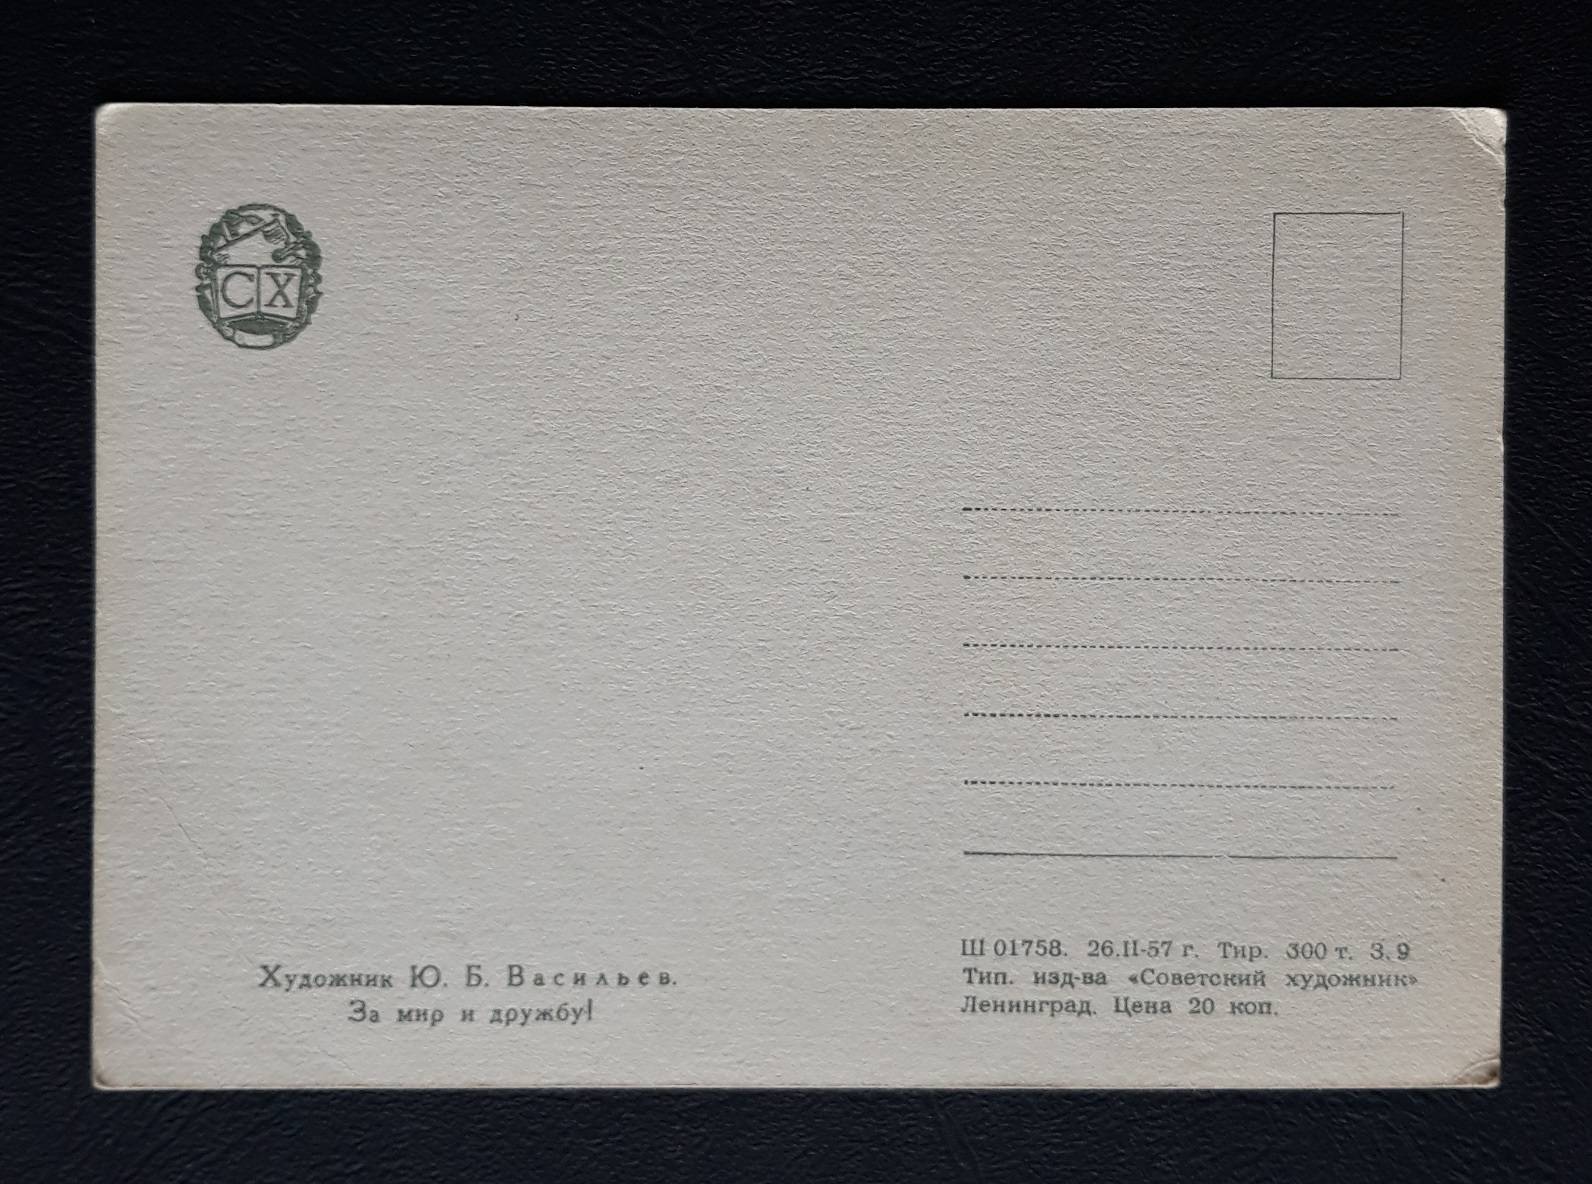 СХ
Художник Ю. Б. Васильев.
За мир и дружбу!
Ш 01758. 26.II-57 г. Тир. 300 т. З. 9
Тип. изд-ва «Советский художник»
Ленинград. Цена 20 коп.